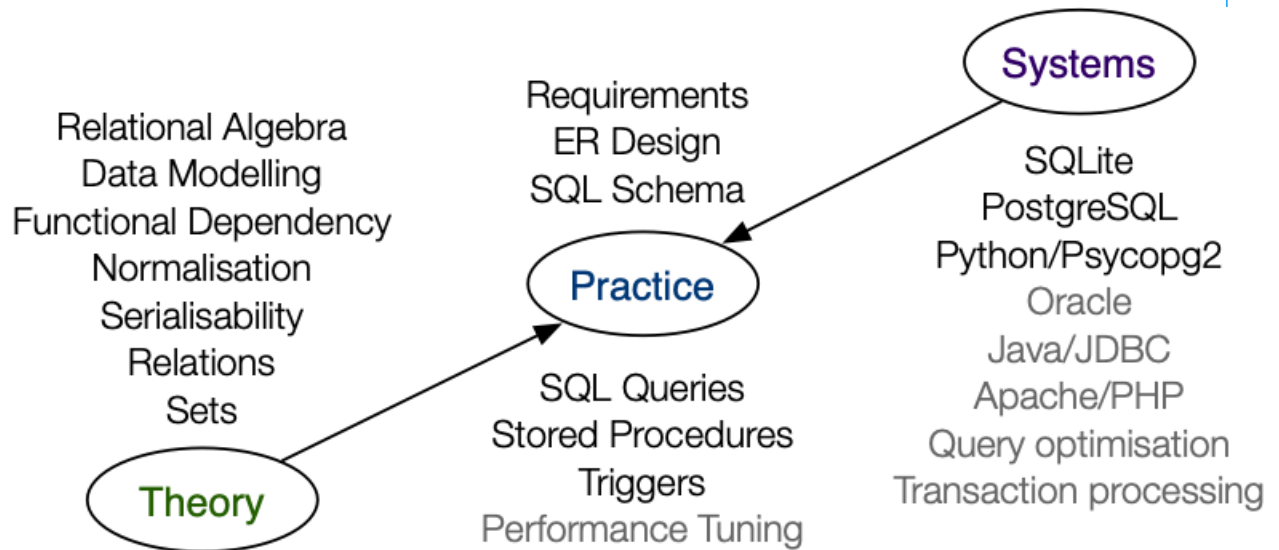 Relational Algebra
Data Modelling
Functional Dependency
Normalisation
Serialisability
Relations
Sets
Theory
Requirements
ER Design
SQL Schema
Practice
SQL Queries
Stored Procedures
Triggers
Performance Tuning
Systems
SQLite
PostgreSQL
Python/Psycopg2
Oracle
Java/JDBC
Apache/PHP
Query optimisation
Transaction processing